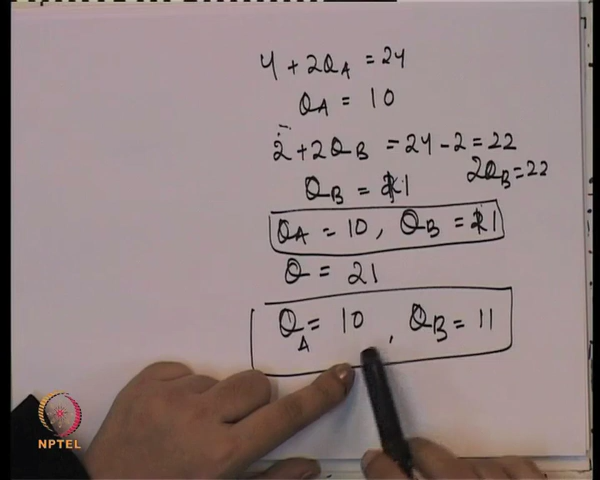 4 + 2QA = 24
QA = 10
2 + 2QB = 24 - 2 = 22
2QB = 22
QB = 11
QA = 10, QB = 11
Q = 21
QA = 10, QB = 11
NPTEL